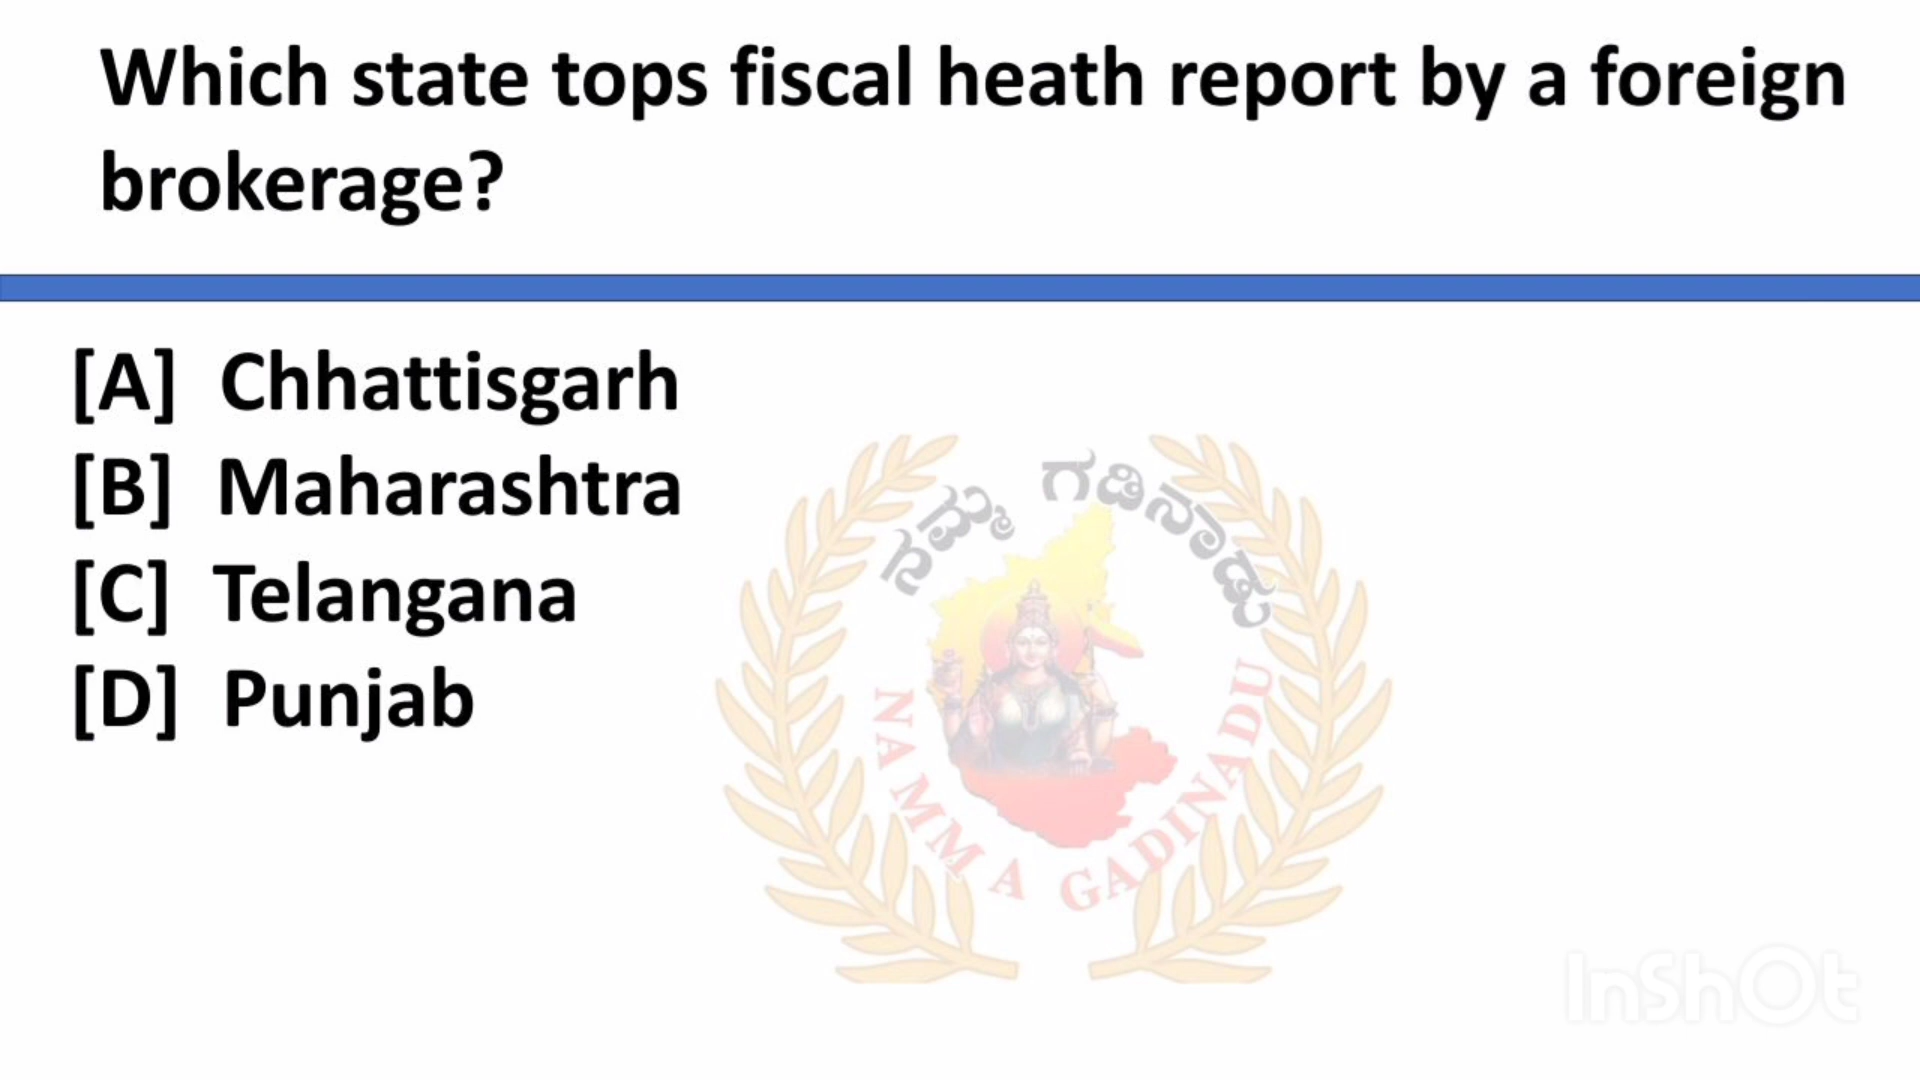 Which state tops fiscal heath report by a foreign
brokerage?
[A] Chhattisgarh
[B] Maharashtra
[C] Telangana
[D] Punjab
ನಮ್ಮ ಗಡಿನಾಡು
NAMMA GADINADU
InShOt